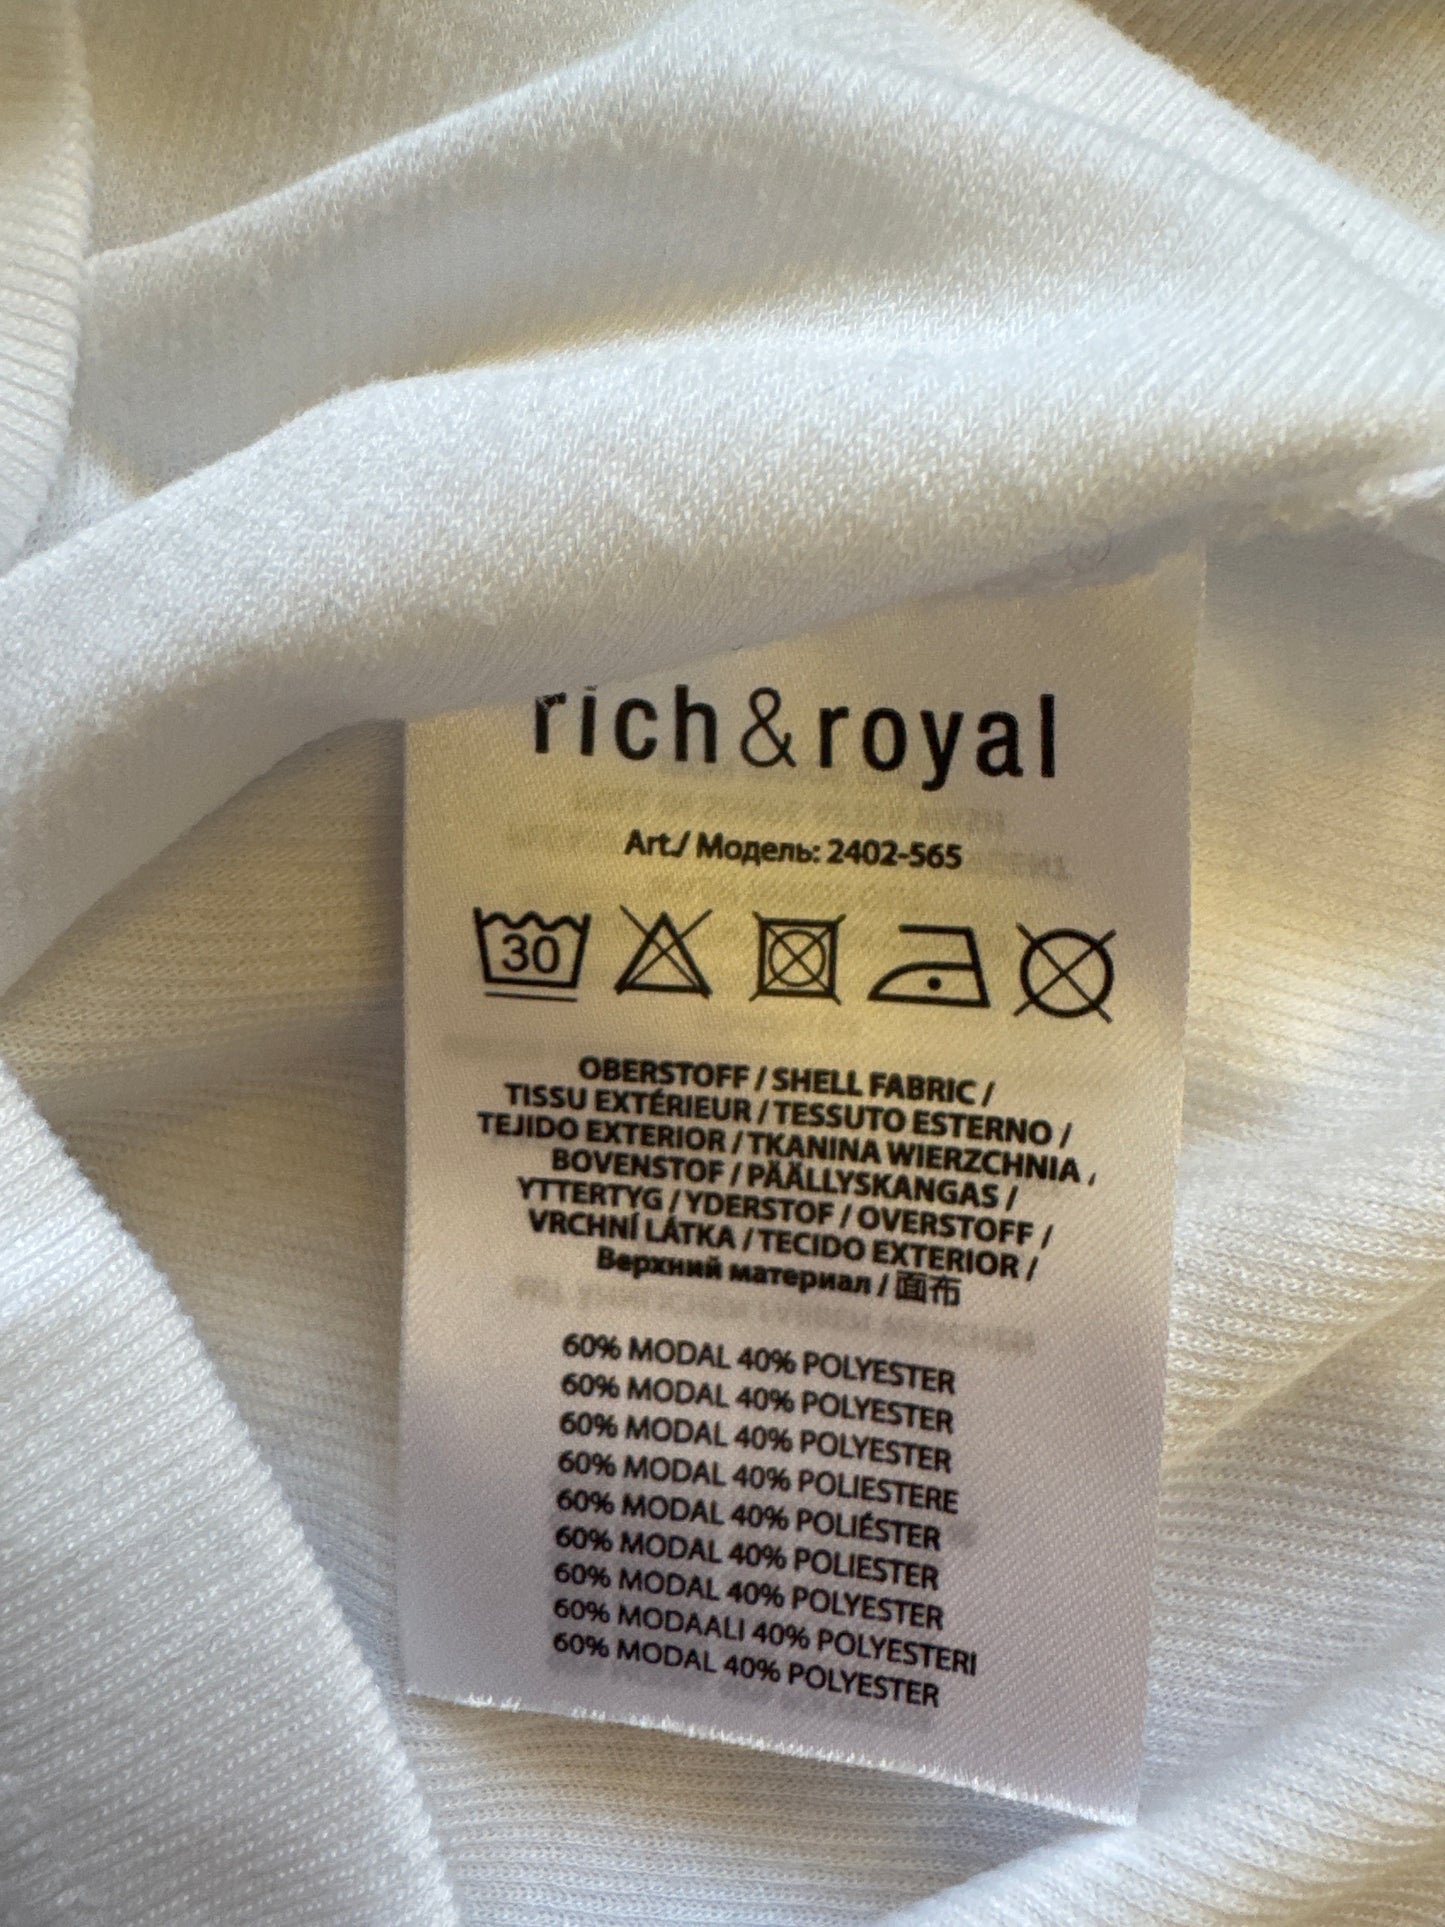 rich&royal
Art./ Модель: 2402-565
30
OBERSTOFF / SHELL FABRIC /
TISSU EXTÉRIEUR / TESSUTO ESTERNO /
TEJIDO EXTERIOR / TKANINA WIERZCHNIA /
BOVENSTOF / PÄÄLLYSKANGAS /
YTTERTYG / YDERSTOF / OVERSTOFF /
VRCHNÍ LÁTKA / TECIDO EXTERIOR /
Верхний материал / 面布
60% MODAL 40% POLYESTER
60% MODAL 40% POLYESTER
60% MODAL 40% POLYESTER
60% MODAL 40% POLIESTERE
60% MODAL 40% POLIÉSTER
60% MODAL 40% POLIESTER
60% MODAL 40% POLYESTER
60% MODAALI 40% POLYESTERI
60% MODAL 40% POLYESTER